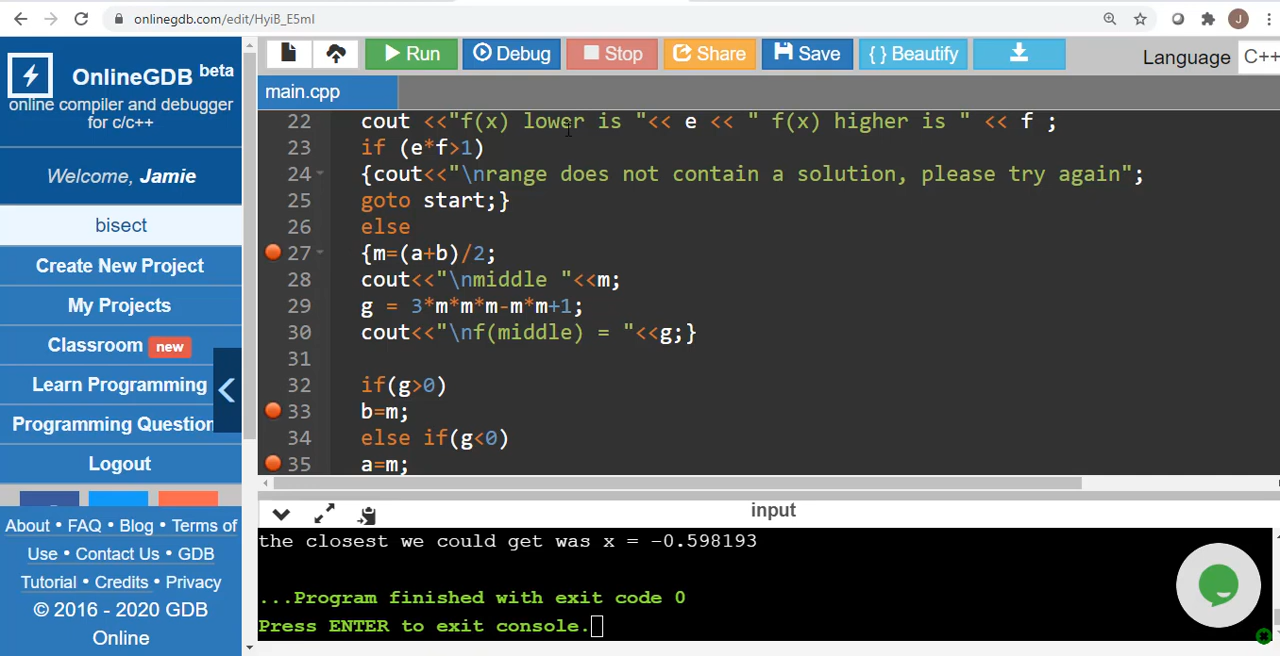 onlinegdb.com/edit/HyiB_E5mI
J
OnlineGDB beta
online compiler and debugger
for c/c++
Welcome, Jamie
bisect
Create New Project
My Projects
Classroom new
Learn Programming
Programming Question
Logout
About • FAQ • Blog • Terms of
Use • Contact Us • GDB
Tutorial • Credits • Privacy
© 2016 - 2020 GDB
Online
Run Debug Stop Share Save { } Beautify Language C++
main.cpp
22 cout <<"f(x) lower is "<< e << " f(x) higher is " << f ;
23 if (e*f>1)
24 {cout<<"\nrange does not contain a solution, please try again";
25 goto start;}
26 else
27 {m=(a+b)/2;
28 cout<<"\nmiddle "<<m;
29 g = 3*m*m*m-m*m+1;
30 cout<<"\nf(middle) = "<<g;}
31
32 if(g>0)
33 b=m;
34 else if(g<0)
35 a=m;
input
the closest we could get was x = -0.598193
...Program finished with exit code 0
Press ENTER to exit console.